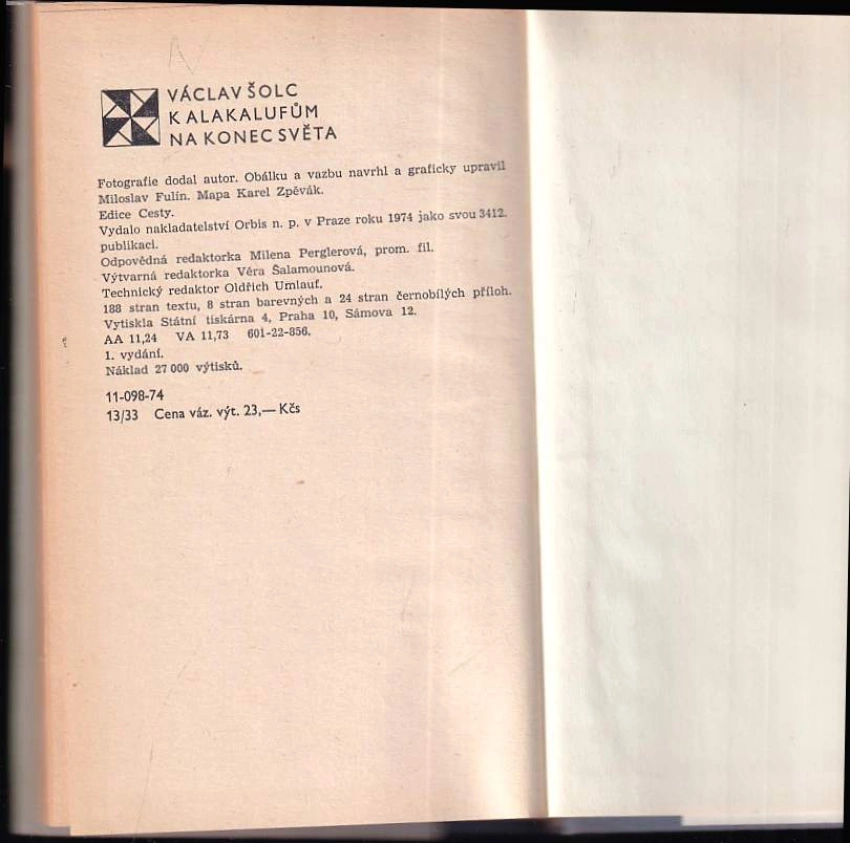 VÁCLAV ŠOLC
K ALAKALUFŮM
NA KONEC SVĚTA
Fotografie dodal autor. Obálku a vazbu navrhl a graficky upravil
Miloslav Fulín. Mapa Karel Zpěvák.
Edice Cesty.
Vydalo nakladatelství Orbis n. p. v Praze roku 1974 jako svou 3412.
publikaci.
Odpovědná redaktorka Milena Perglerová, prom. fil.
Výtvarná redaktorka Věra Šalamounová.
Technický redaktor Oldřich Umlauf.
188 stran textu, 8 stran barevných a 24 stran černobílých příloh.
Vytiskla Státní tiskárna 4, Praha 10, Sámova 12.
AA 11,24 VA 11,73 601-22-856.
1. vydání.
Náklad 27 000 výtisků.
11-098-74
13/33 Cena váz. výt. 23,— Kčs